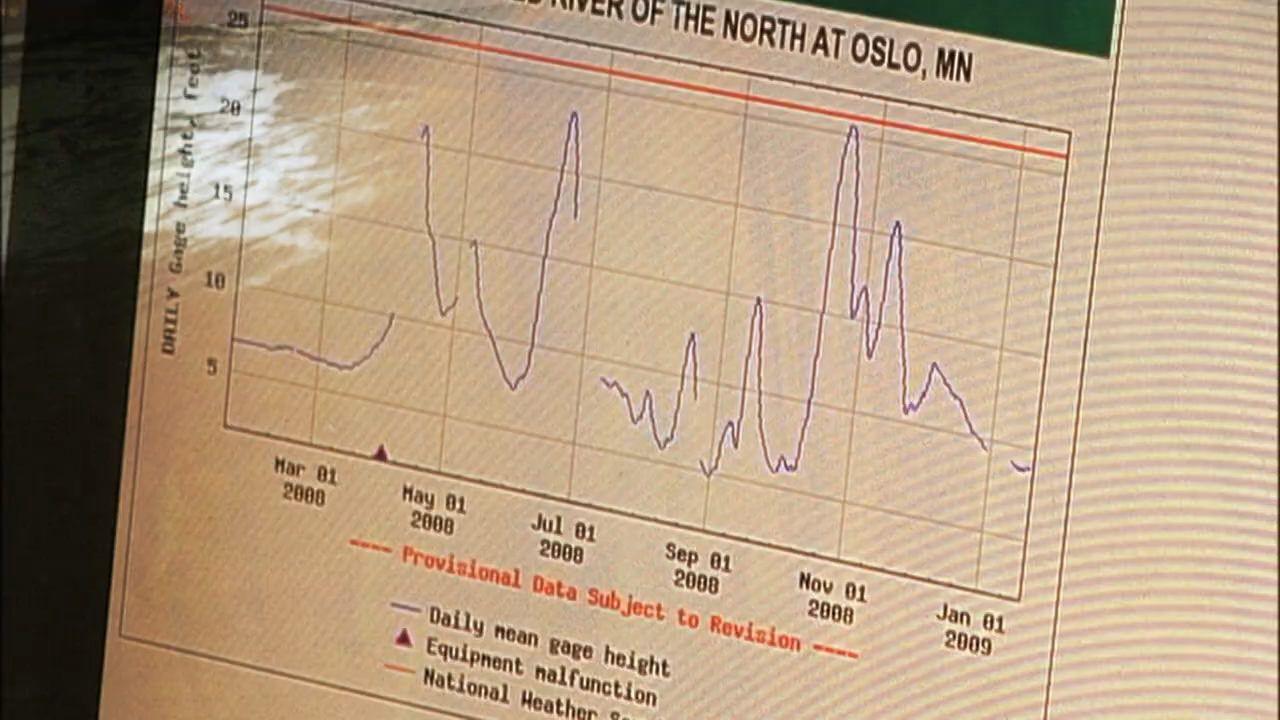 RIVER OF THE NORTH AT OSLO, MN
25
20
15
10
5
DAILY Gage height, feet
Mar 01
2008
May 01
2008
Jul 01
2008
Sep 01
2008
Nov 01
2008
Jan 01
2009
---- Provisional Data Subject to Revision ----
Daily mean gage height
Equipment malfunction
National Weather